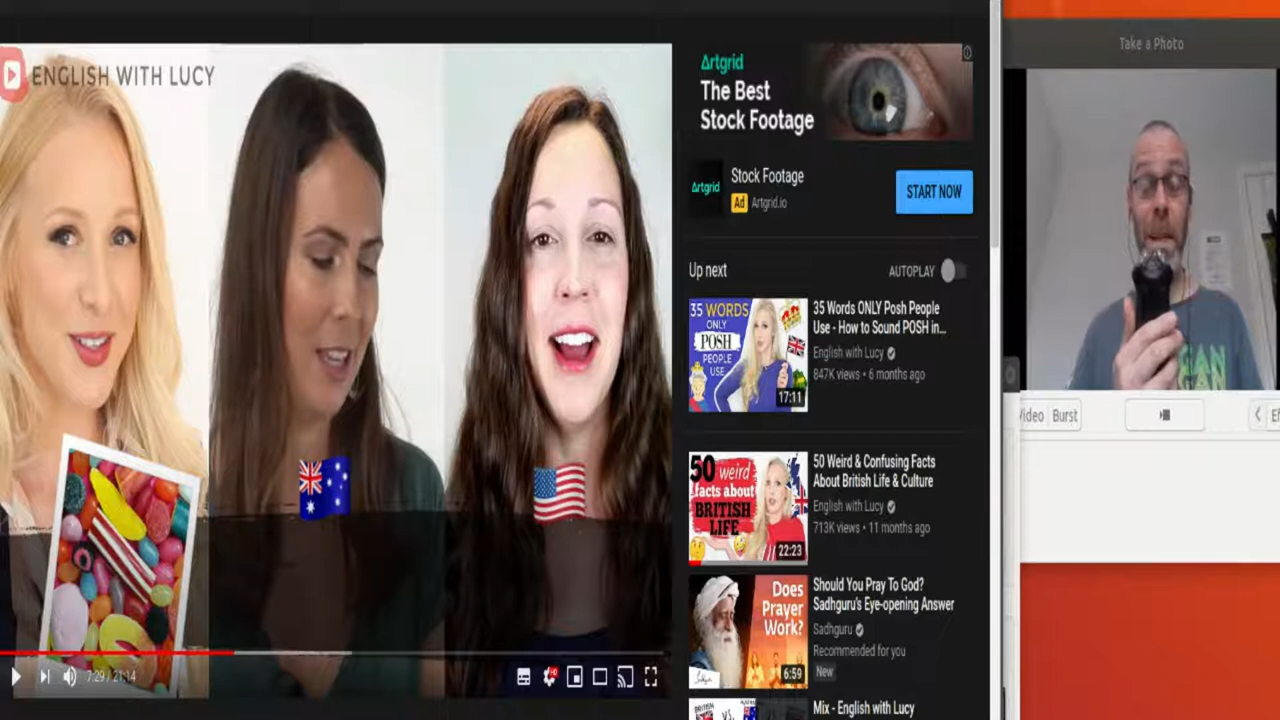 ENGLISH WITH LUCY
Artgrid
The Best
Stock Footage
Artgrid
Stock Footage
Ad Artgrid.io
START NOW
Up next
AUTOPLAY
35 WORDS
ONLY
POSH
PEOPLE
USE
17:11
35 Words ONLY Posh People
Use - How to Sound POSH in...
English with Lucy
847K views • 6 months ago
50 weird
facts about
BRITISH
LIFE
22:23
50 Weird & Confusing Facts
About British Life & Culture
English with Lucy
713K views • 11 months ago
Does
Prayer
Work?
6:59
Should You Pray To God?
Sadhguru's Eye-opening Answer
Sadhguru
Recommended for you
New
BRITISH
VS.
Mix - English with Lucy
7:29 / 21:14
HD
Take a Photo
Burst